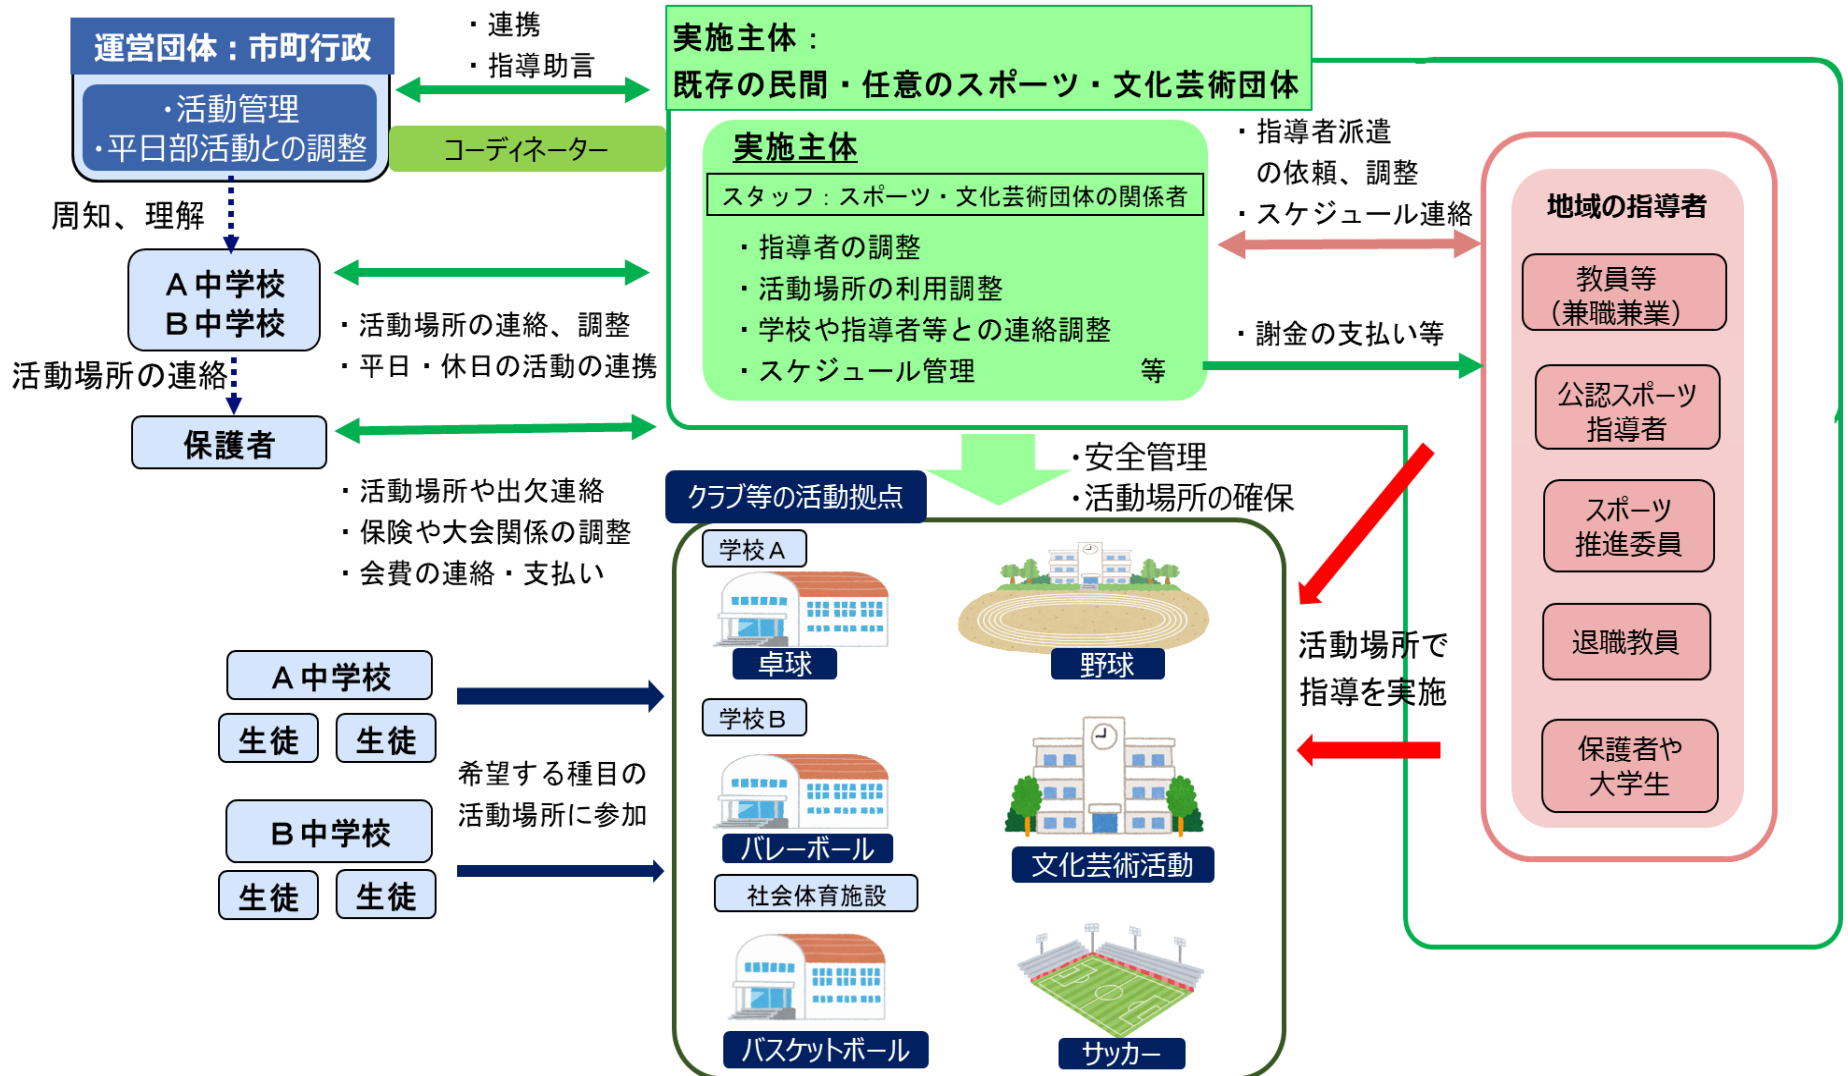 運営団体：市町行政
・活動管理
・平日部活動との調整
・連携
・指導助言
コーディネーター
実施主体：
既存の民間・任意のスポーツ・文化芸術団体
実施主体
スタッフ：スポーツ・文化芸術団体の関係者
・指導者の調整
・活動場所の利用調整
・学校や指導者等との連絡調整
・スケジュール管理　　　　　　等
・指導者派遣
の依頼、調整
・スケジュール連絡
・謝金の支払い等
地域の指導者
教員等
（兼職兼業）
公認スポーツ
指導者
スポーツ
推進委員
退職教員
保護者や
大学生
周知、理解
Ａ中学校
Ｂ中学校
活動場所の連絡
保護者
・活動場所の連絡、調整
・平日・休日の活動の連携
・活動場所や出欠連絡
・保険や大会関係の調整
・会費の連絡・支払い
・安全管理
・活動場所の確保
クラブ等の活動拠点
学校Ａ
卓球
野球
学校Ｂ
バレーボール
文化芸術活動
社会体育施設
バスケットボール
サッカー
活動場所で
指導を実施
Ａ中学校
生徒
生徒
希望する種目の
活動場所に参加
Ｂ中学校
生徒
生徒